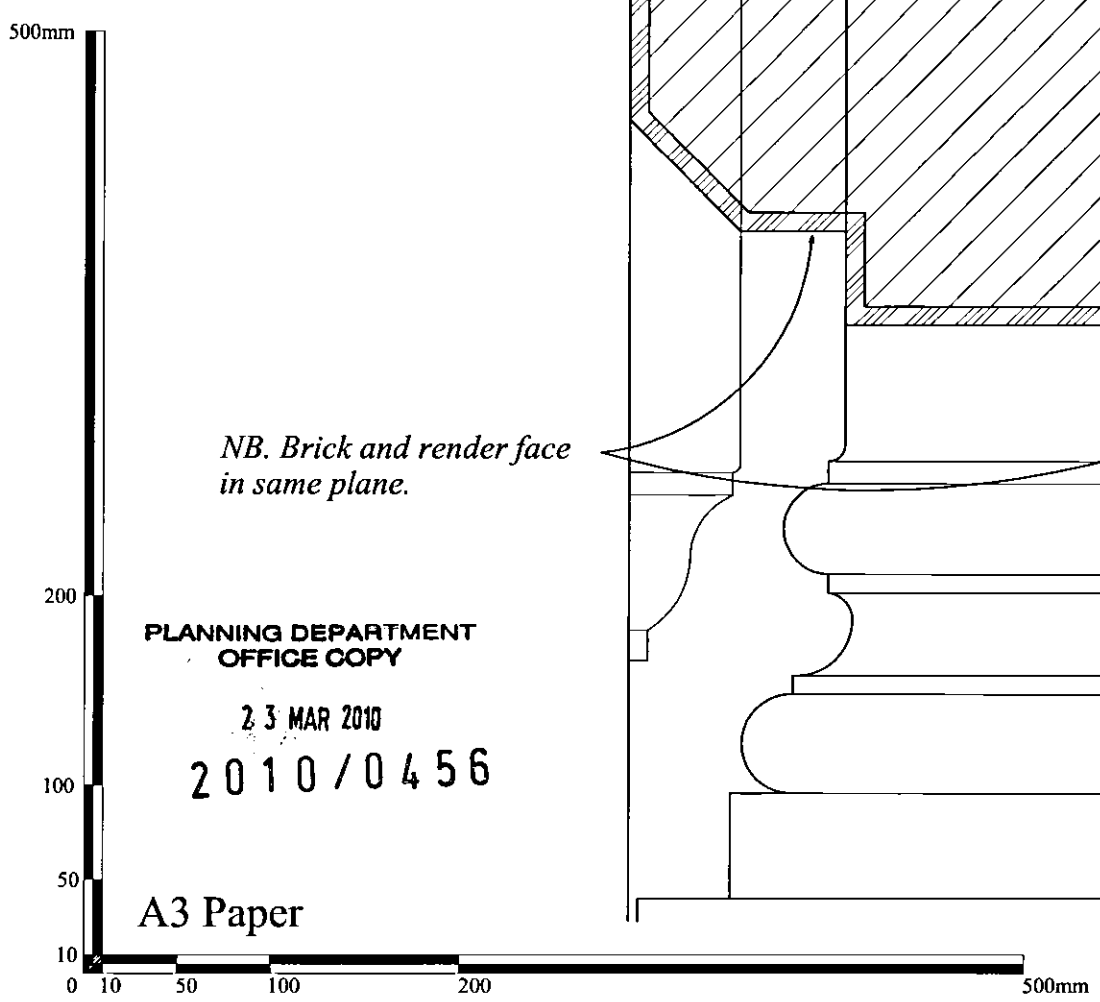 500mm
NB. Brick and render face
in same plane.
200
PLANNING DEPARTMENT
OFFICE COPY
23 MAR 2010
2010/0456
100
50
A3 Paper
10
0 10 50 100 200 500mm